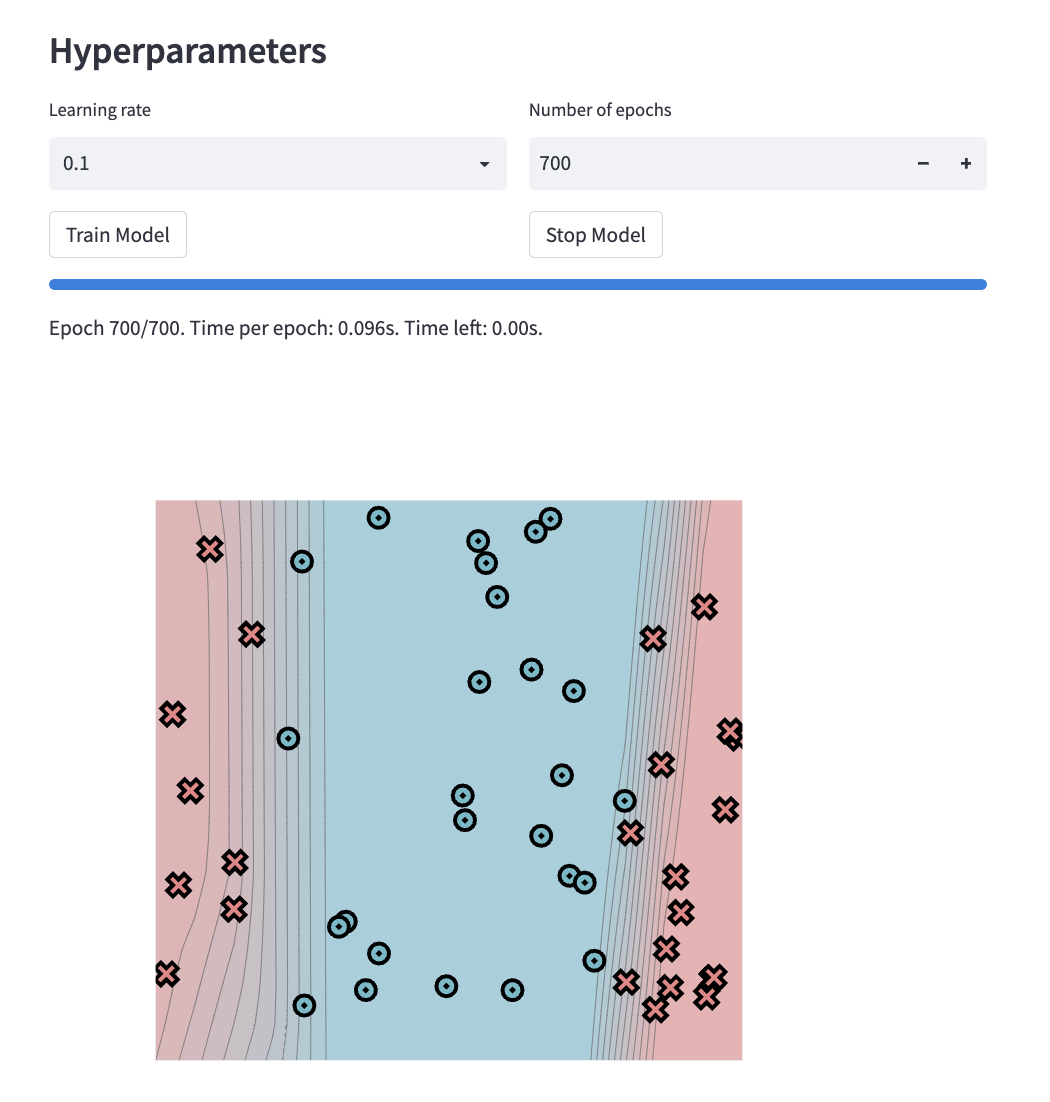 Hyperparameters
Learning rate
Number of epochs
0.1
700
Train Model
Stop Model
Epoch 700/700. Time per epoch: 0.096s. Time left: 0.00s.